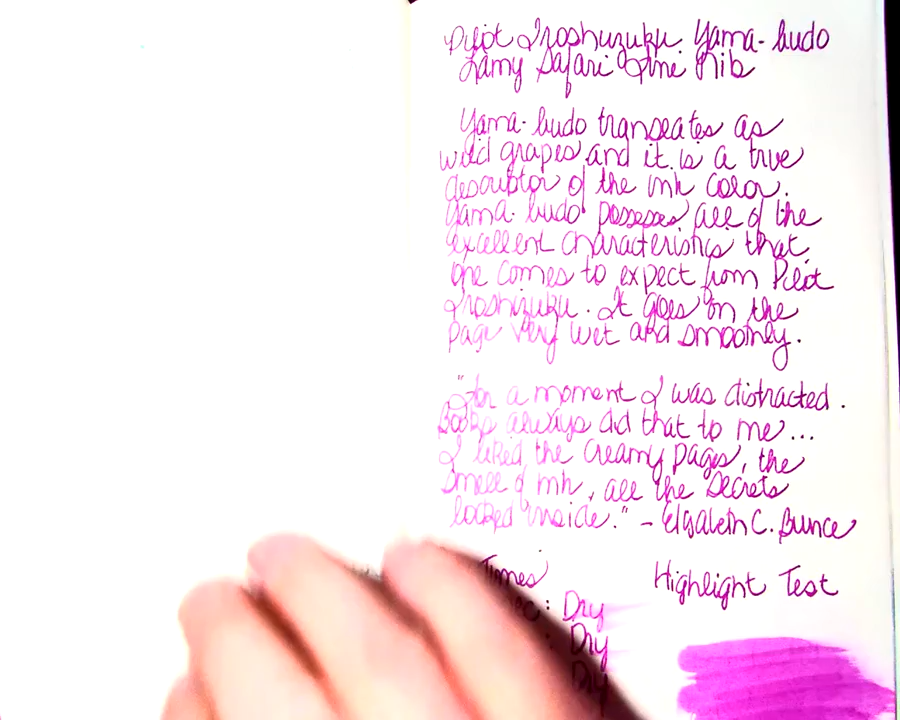 Pilot Iroshuzuku Yama-budo
Lamy Safari Fine Nib
Yama-budo translates as
wild grapes and it is a true
descriptor of the ink color.
Yama-budo possesses all of the
excellent characteristics that
one comes to expect from Pilot
Iroshizuku. It goes on the
page very wet and smoothly.
"For a moment I was distracted.
Books always did that to me...
I liked the creamy pages, the
smell of ink, all the secrets
locked inside." - Elizabeth C. Bunce
Times
Highlight Test
: Dry
: Dry
Dry